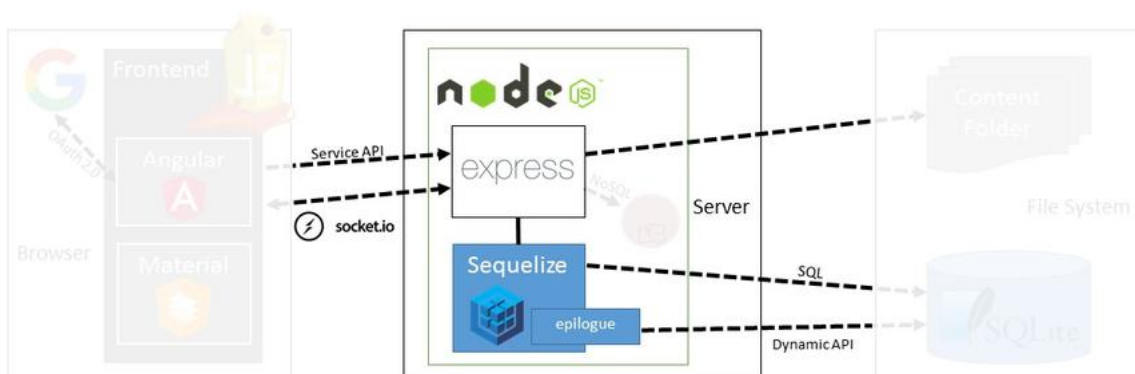 Frontend
JS
OAuth 2.0
Angular
A
Browser
Material
Service API
socket.io
node
JS
express
NoSQL
Server
Sequelize
epilogue
SQL
Dynamic API
Content
Folder
File System
SQLite